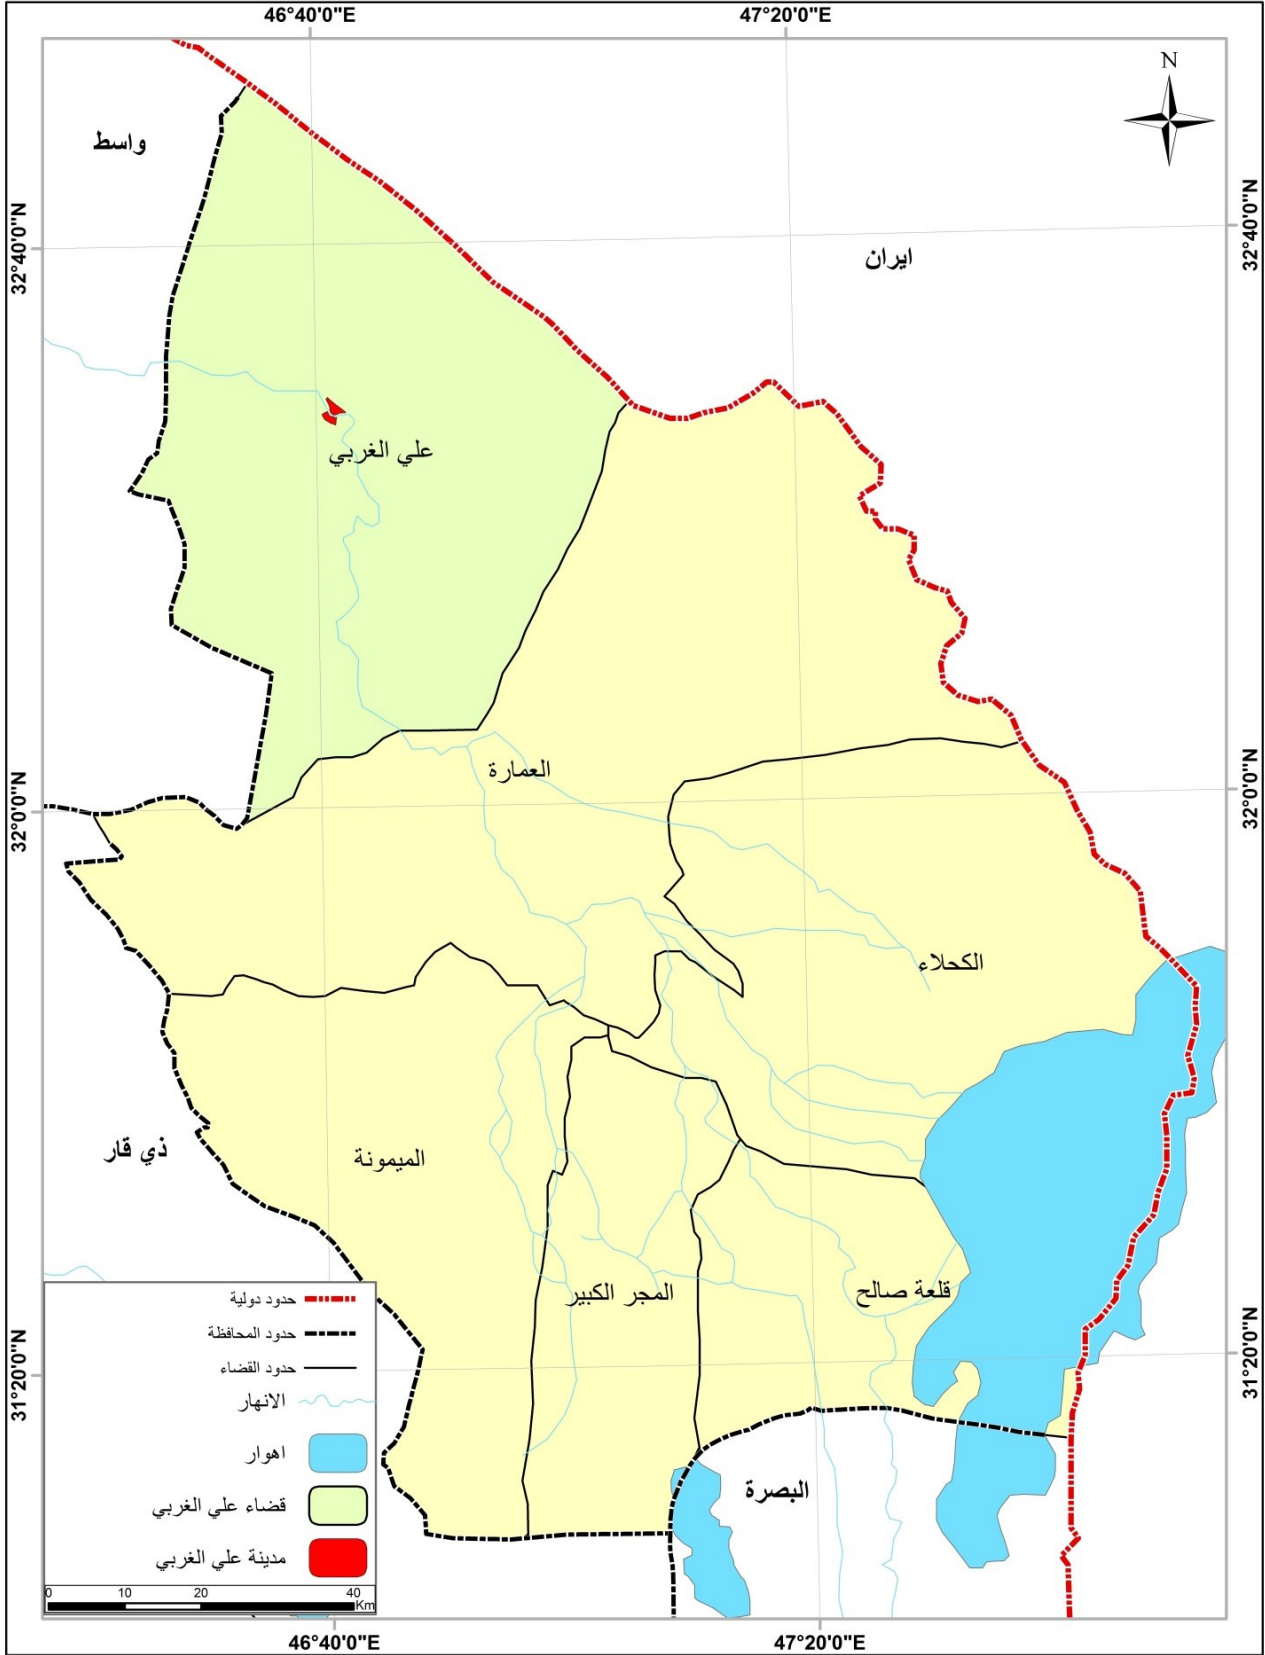 46°40'0"E
47°20'0"E
N
واسط
32°40'0"N
32°40'0"N
ايران
علي الغربي
العمارة
32°0'0"N
32°0'0"N
الكحلاء
ذي قار
الميمونة
المجر الكبير
قلعة صالح
31°20'0"N
31°20'0"N
البصرة
حدود دولية
حدود المحافظة
حدود القضاء
الانهار
اهوار
قضاء علي الغربي
مدينة علي الغربي
0 10 20 40
Km
46°40'0"E
47°20'0"E